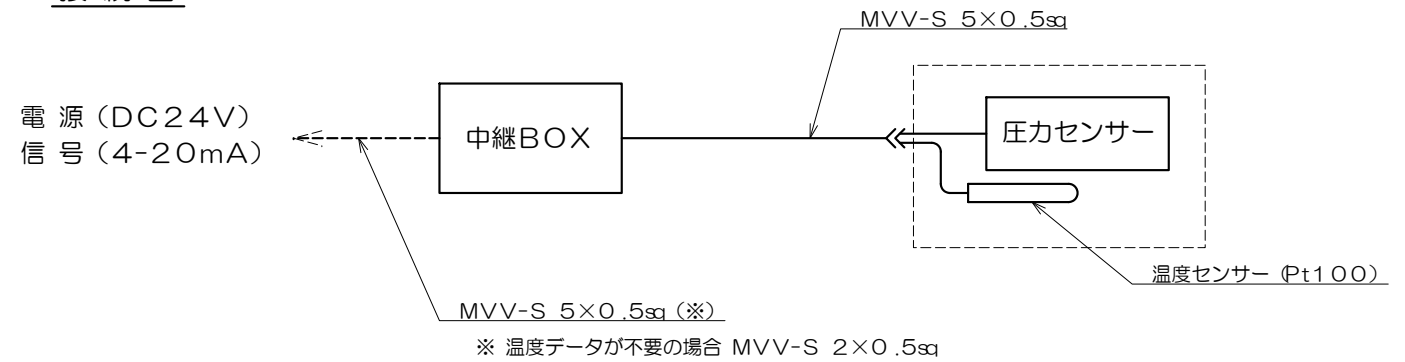 MVV-S 5×0.5sq
電 源（DC24V）
信 号（4-20mA）
中継BOX
圧力センサー
温度センサー（Pt100）
MVV-S 5×0.5sq（※）
※ 温度データが不要の場合 MVV-S 2×0.5sq